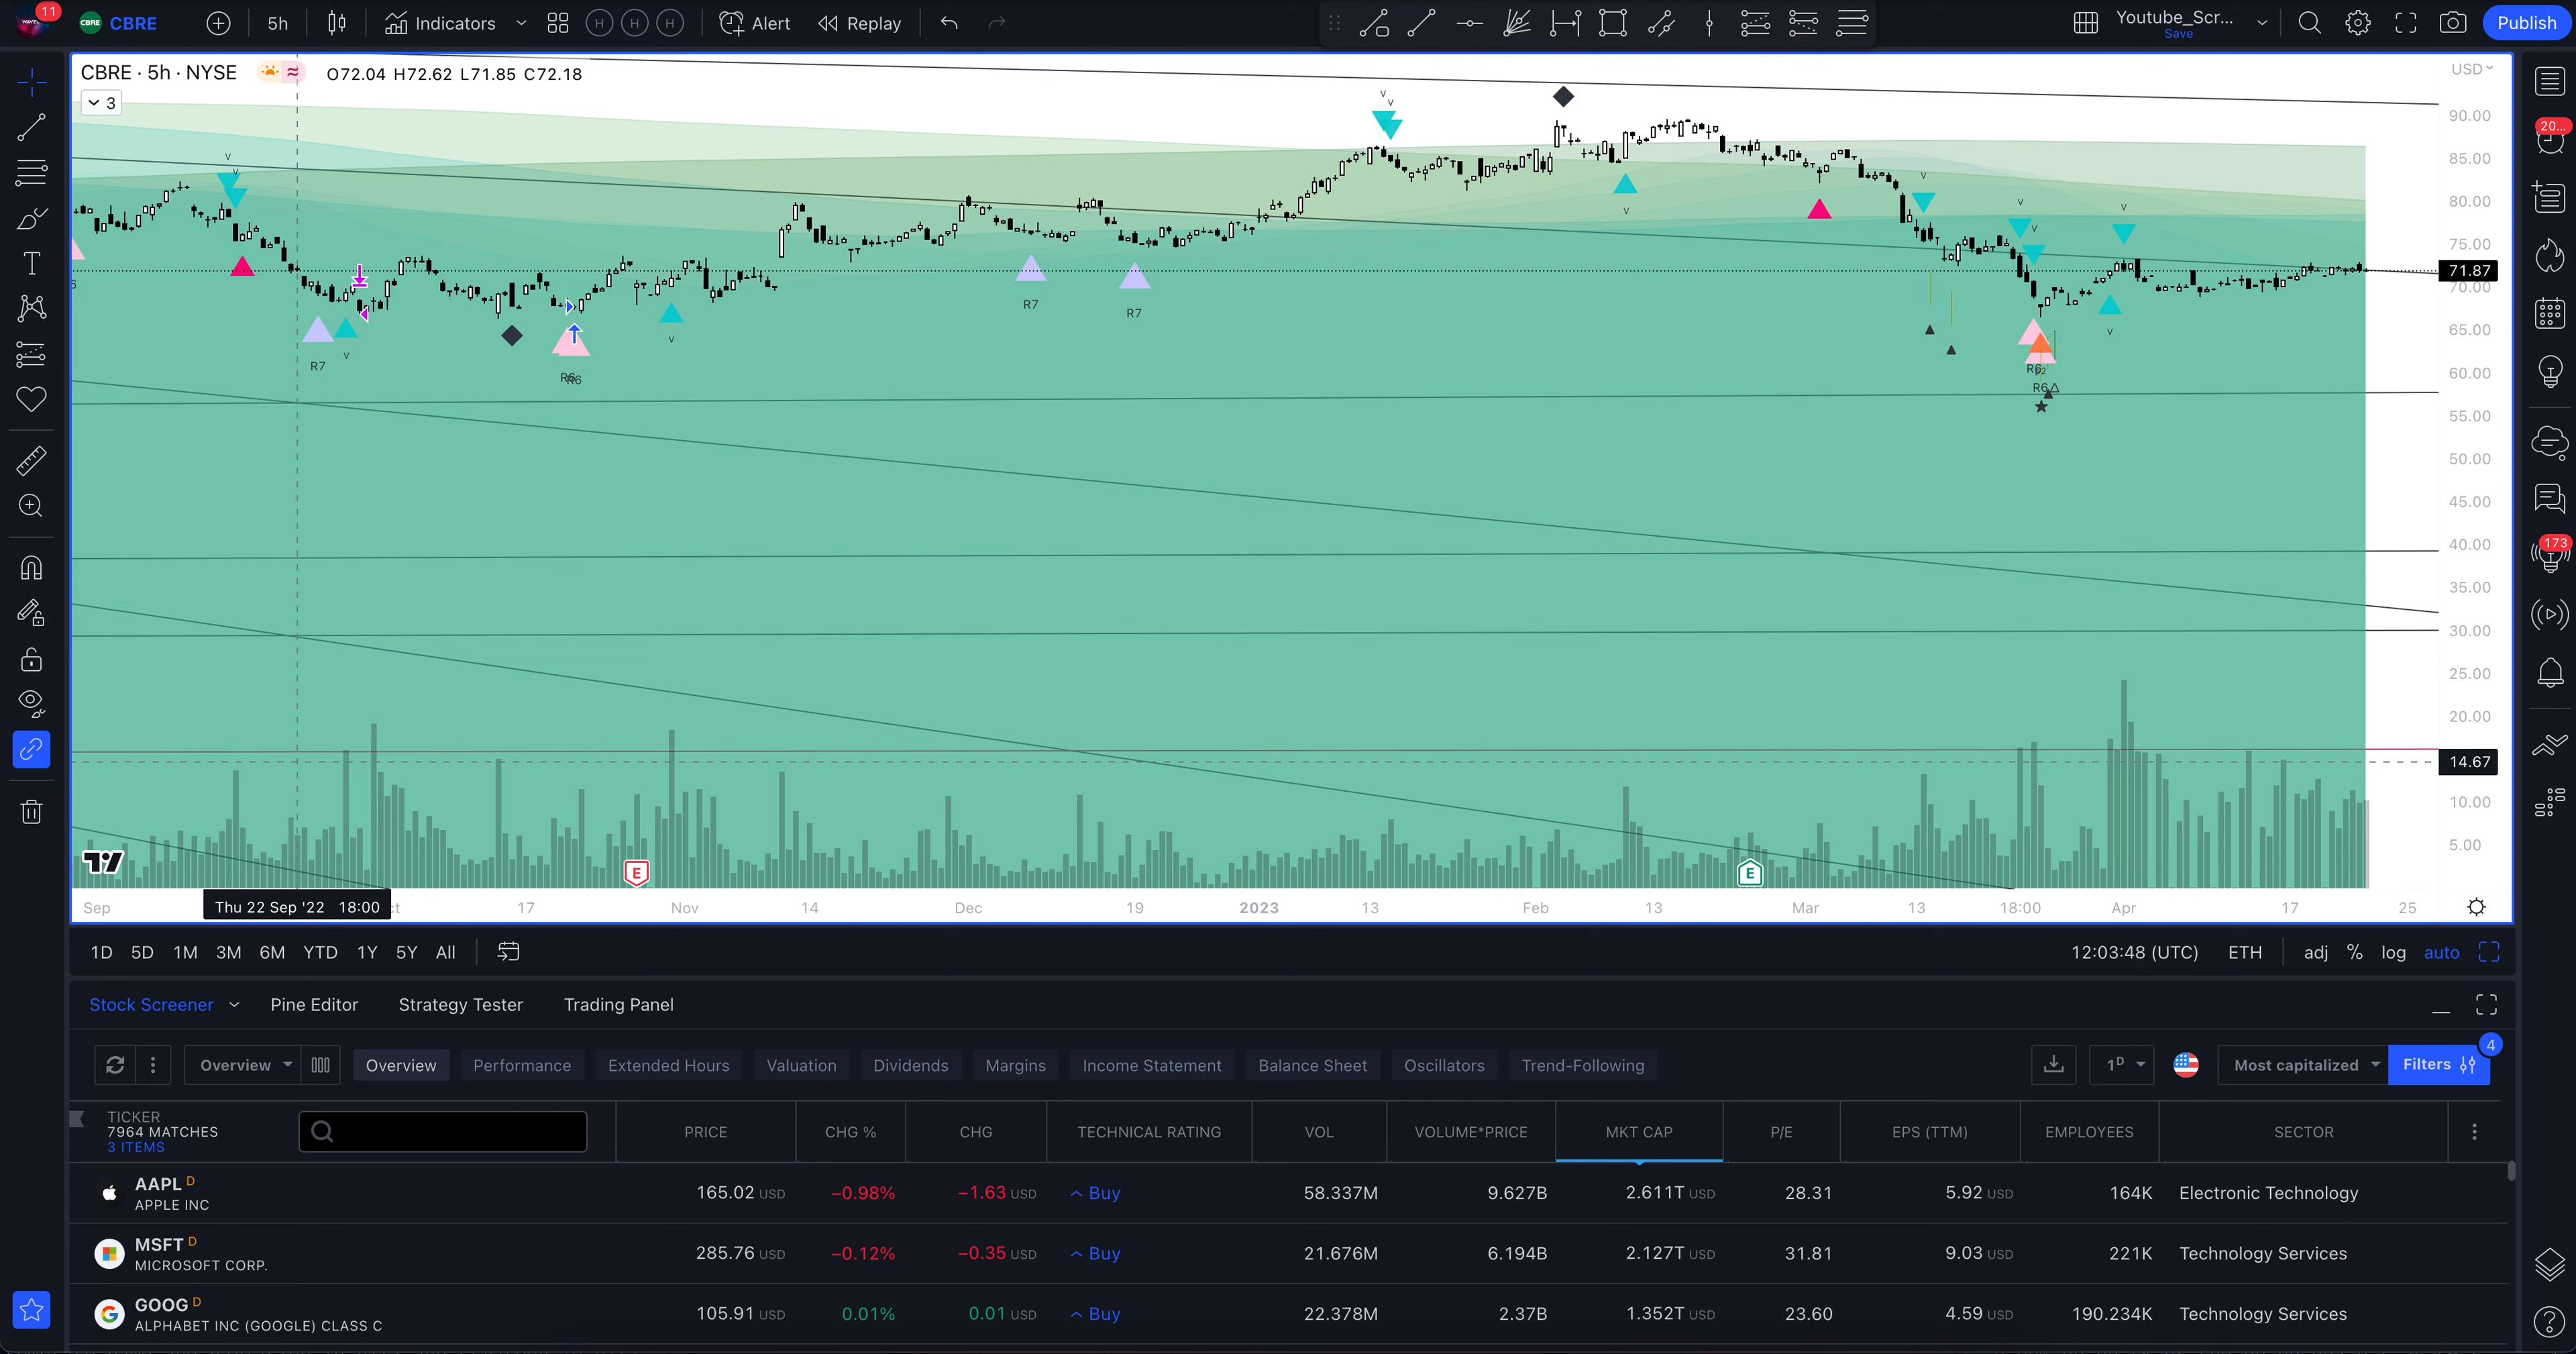 11
CBRE CBRE 5h Indicators H H H Alert Replay Youtube_Scr... Save Publish
CBRE · 5h · NYSE O72.04 H72.62 L71.85 C72.18
USD
3
90.00
85.00
80.00
75.00
71.87
70.00
65.00
60.00
55.00
50.00
45.00
40.00
35.00
30.00
25.00
20.00
14.67
10.00
5.00
20...
173
v
v
v
v
v
v
v
v
v
v
v
v
v
6
R7
R6
R6
R7
R7
R6
R6
E
E
Sep Thu 22 Sep '22 18:00 ct 17 Nov 14 Dec 19 2023 13 Feb 13 Mar 13 18:00 Apr 17 25
1D 5D 1M 3M 6M YTD 1Y 5Y All 12:03:48 (UTC) ETH adj % log auto
Stock Screener Pine Editor Strategy Tester Trading Panel
Overview Overview Performance Extended Hours Valuation Dividends Margins Income Statement Balance Sheet Oscillators Trend-Following 1D Most capitalized Filters 4
TICKER
7964 MATCHES
3 ITEMS
PRICE CHG % CHG TECHNICAL RATING VOL VOLUME*PRICE MKT CAP P/E EPS (TTM) EMPLOYEES SECTOR
AAPL D 165.02 USD −0.98% −1.63 USD Buy 58.337M 9.627B 2.611T USD 28.31 5.92 USD 164K Electronic Technology
APPLE INC
MSFT D 285.76 USD −0.12% −0.35 USD Buy 21.676M 6.194B 2.127T USD 31.81 9.03 USD 221K Technology Services
MICROSOFT CORP.
GOOG D 105.91 USD 0.01% 0.01 USD Buy 22.378M 2.37B 1.352T USD 23.60 4.59 USD 190.234K Technology Services
ALPHABET INC (GOOGLE) CLASS C